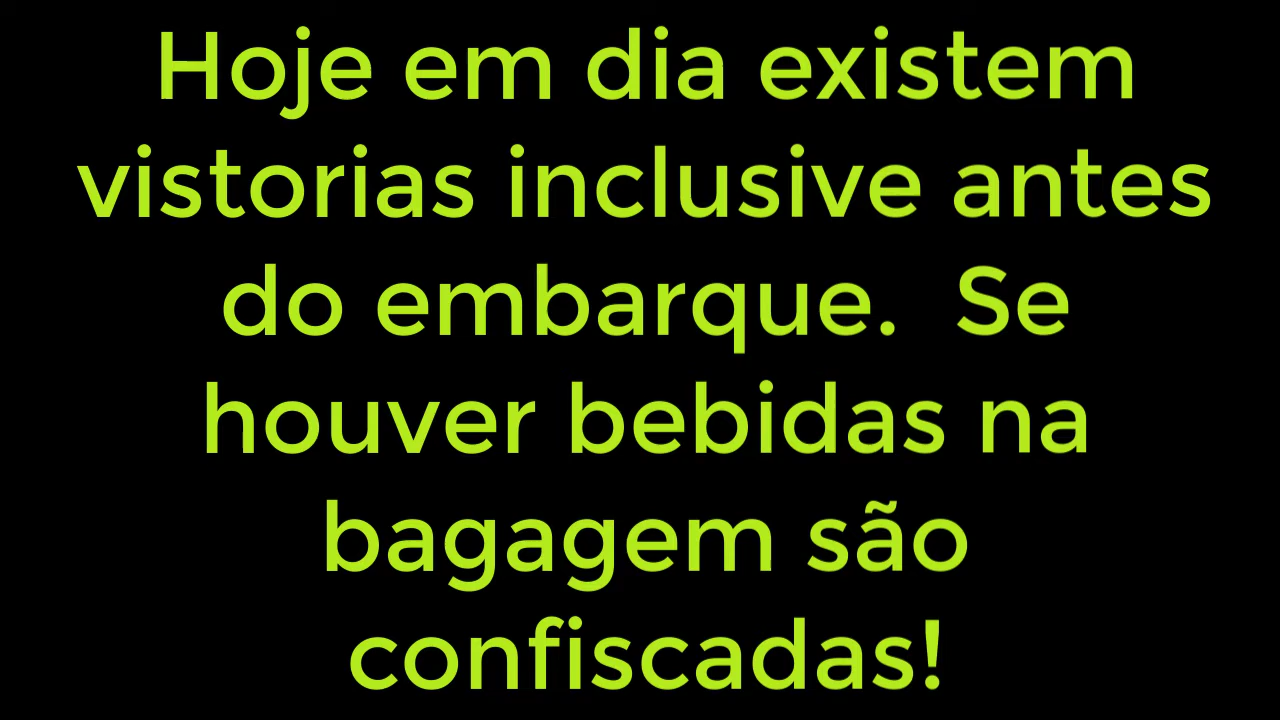 Hoje em dia existem
vistorias inclusive antes
do embarque.  Se
houver bebidas na
bagagem são
confiscadas!